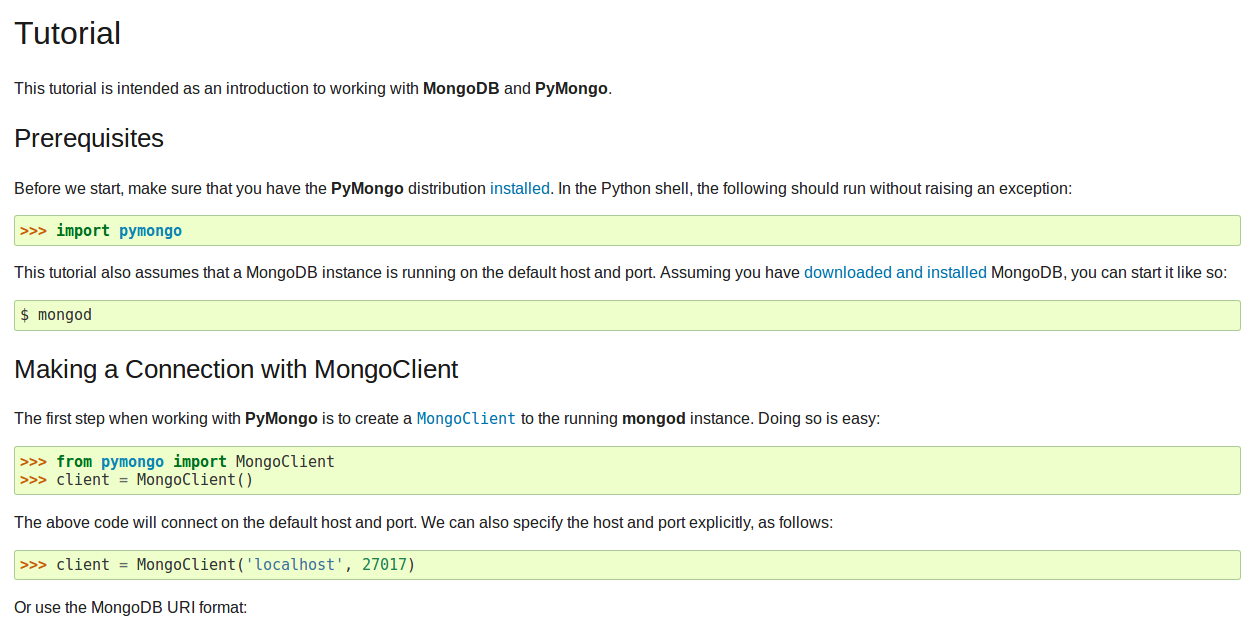 Tutorial
This tutorial is intended as an introduction to working with MongoDB and PyMongo.
Prerequisites
Before we start, make sure that you have the PyMongo distribution installed. In the Python shell, the following should run without raising an exception:
>>> import pymongo
This tutorial also assumes that a MongoDB instance is running on the default host and port. Assuming you have downloaded and installed MongoDB, you can start it like so:
$ mongod
Making a Connection with MongoClient
The first step when working with PyMongo is to create a MongoClient to the running mongod instance. Doing so is easy:
>>> from pymongo import MongoClient
>>> client = MongoClient()
The above code will connect on the default host and port. We can also specify the host and port explicitly, as follows:
>>> client = MongoClient('localhost', 27017)
Or use the MongoDB URI format: